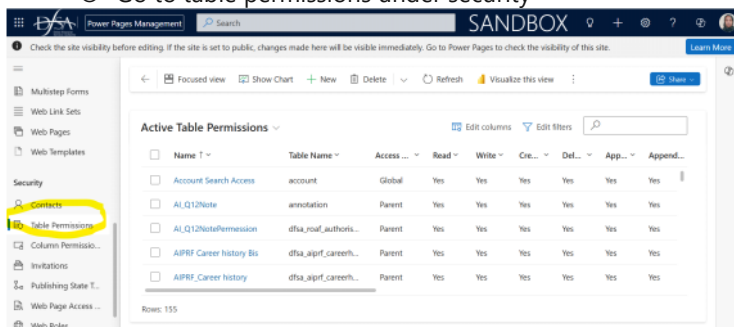 Go to table permissions under security
DFSA Power Pages Management Search SANDBOX
Check the site visibility before editing. If the site is set to public, changes made here will be visible immediately. Go to Power Pages to check the visibility of this site. Learn More
Focused view Show Chart + New Delete Refresh Visualize this view Share
Multistep Forms
Web Link Sets
Web Pages
Web Templates
Security
Contacts
Table Permissions
Column Permissio...
Invitations
Publishing State T...
Web Page Access ...
Web Roles
Active Table Permissions Edit columns Edit filters
Name ↑ Table Name Access ... Read Write Cre... Del... App... Append...
Account Search Access account Global Yes Yes Yes Yes Yes Yes
AI_Q12Note annotation Parent Yes Yes Yes Yes Yes Yes
AI_Q12NotePermession dfsa_roaf_authoris... Parent Yes Yes Yes Yes Yes Yes
AIPRF Career history Bis dfsa_aiprf_careerh... Parent Yes Yes Yes Yes Yes Yes
AIPRF_Career history dfsa_aiprf_careerh... Parent Yes Yes Yes Yes Yes Yes
Rows: 155